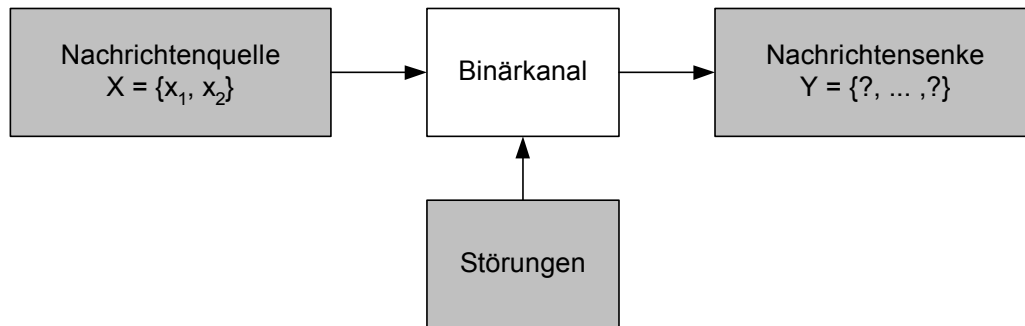 Nachrichtenquelle
X = {x₁, x₂}
Binärkanal
Nachrichtensenke
Y = {?, ... ,?}
Störungen